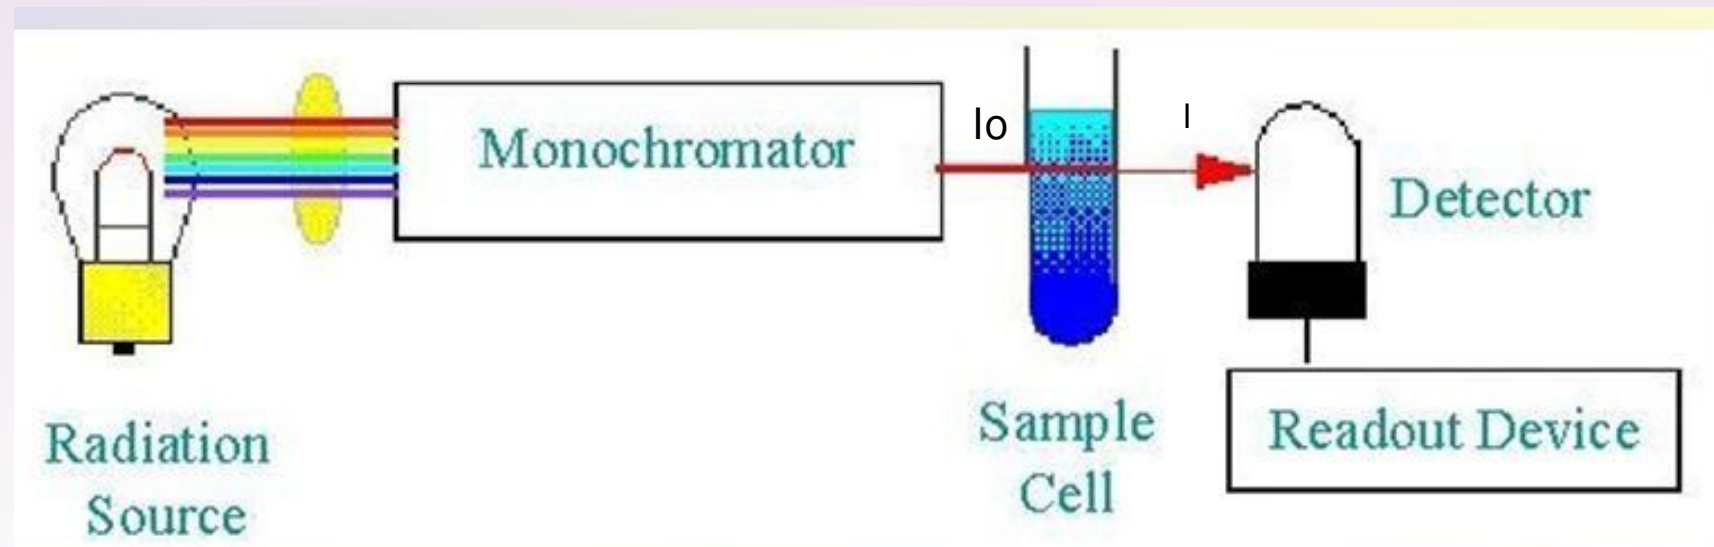 Monochromator
Io
I
Detector
Radiation
Source
Sample
Cell
Readout Device